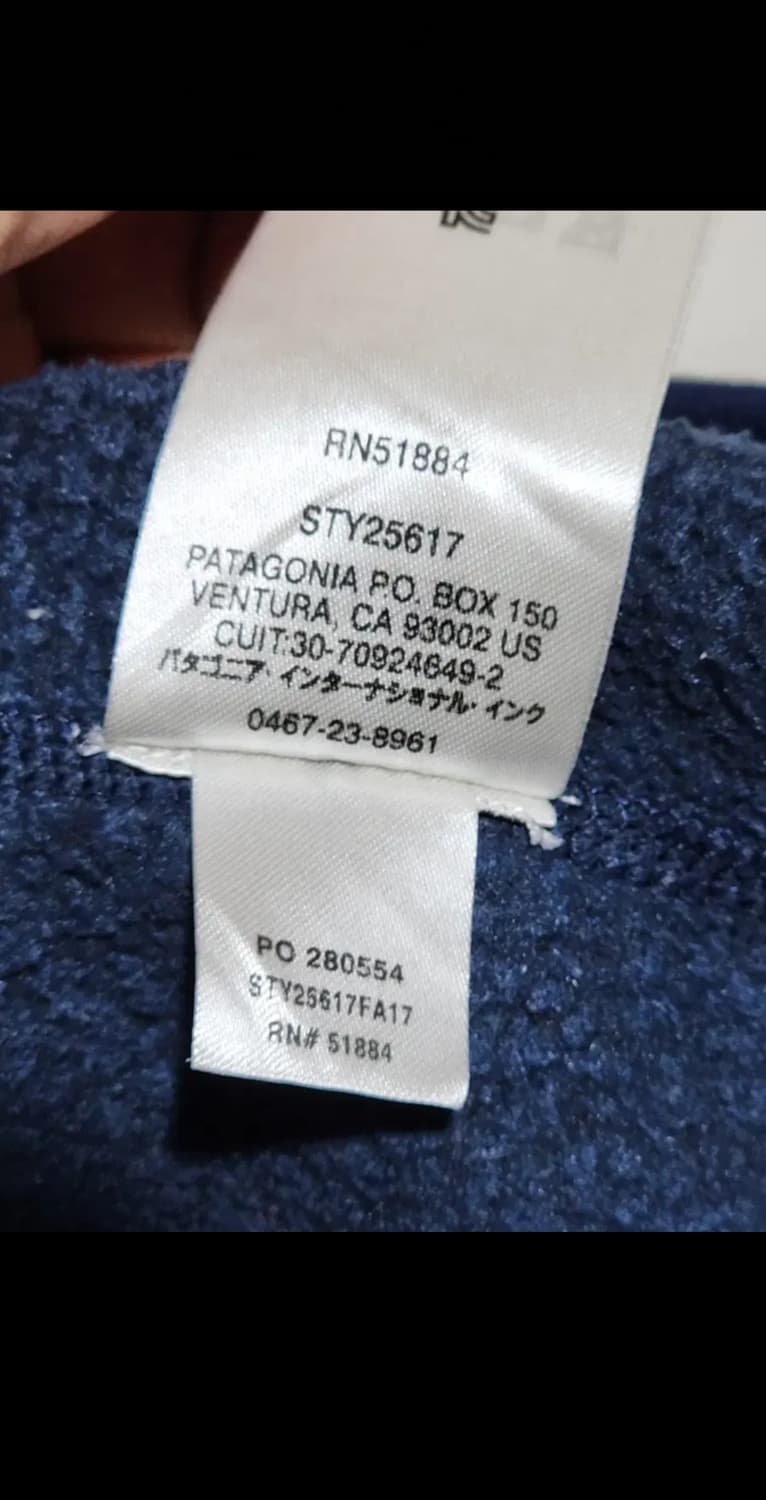 RN51884
STY25617
PATAGONIA P.O. BOX 150
VENTURA, CA 93002 US
CUIT:30-70924649-2
パタゴニア・インターナショナル・インク
0467-23-8961
PO 280554
STY25617FA17
RN# 51884